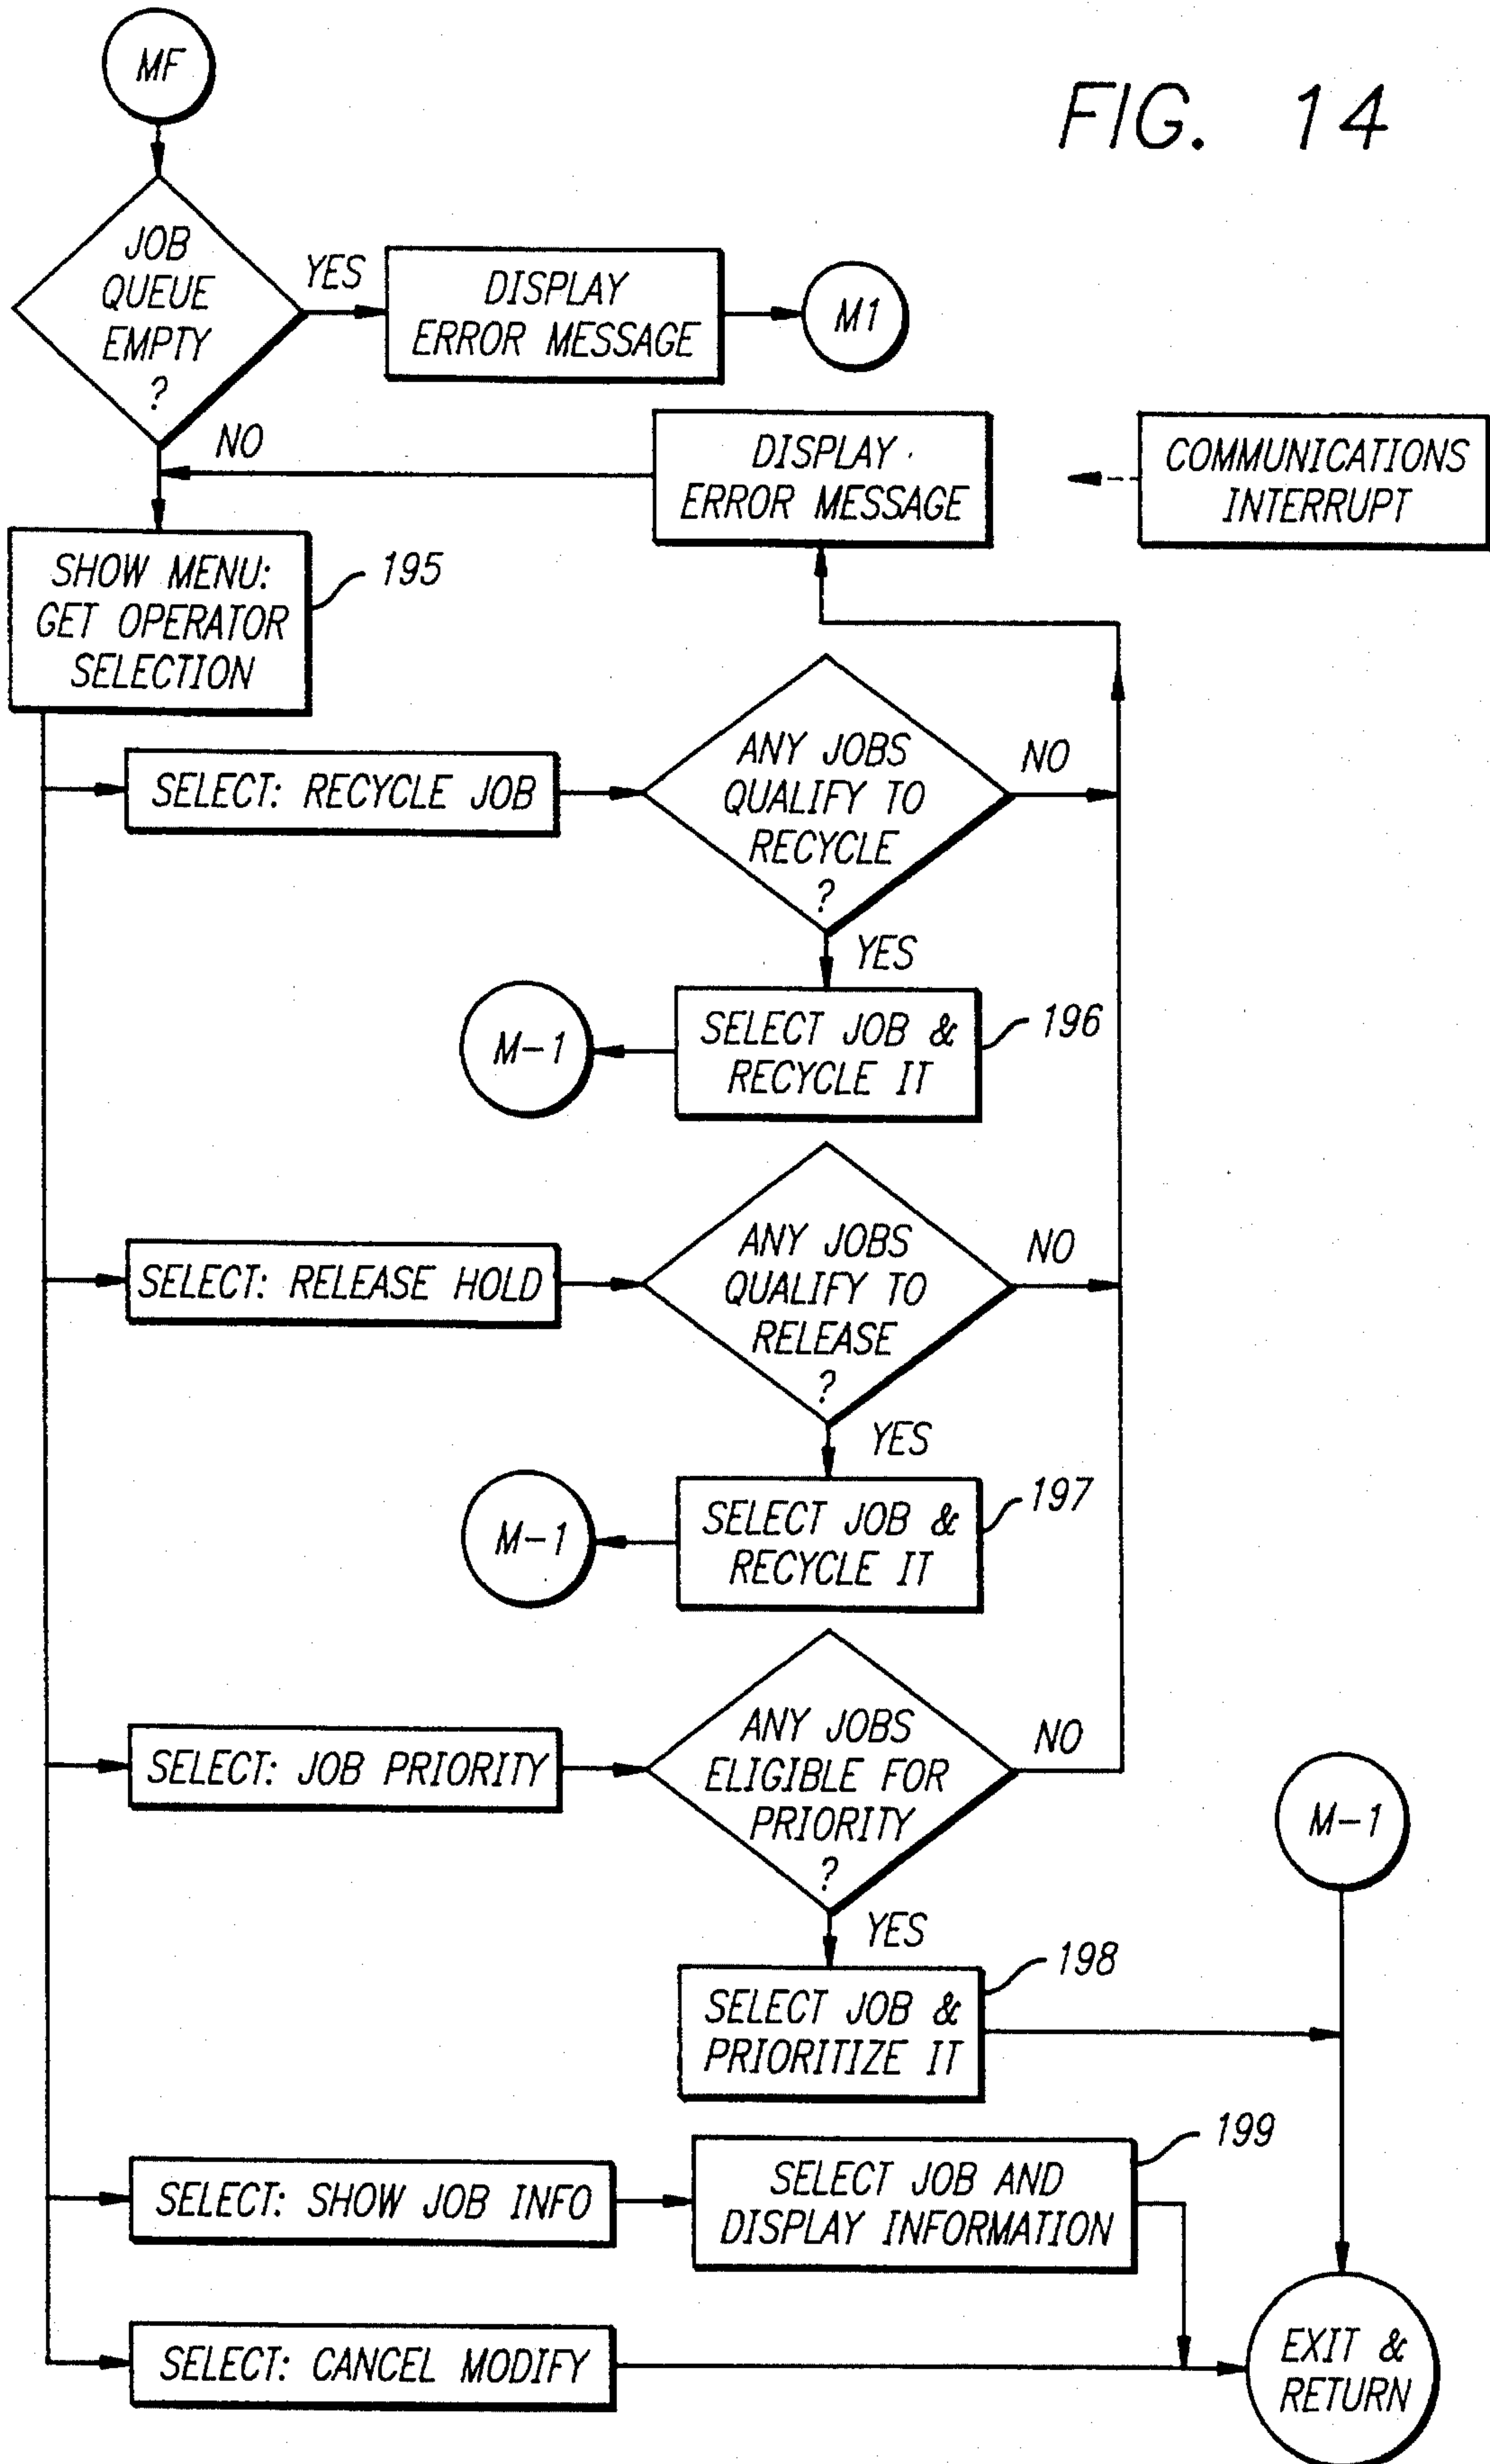 MF
FIG. 14
JOB
QUEUE
EMPTY
?
YES
DISPLAY
ERROR MESSAGE
M1
NO
DISPLAY
ERROR MESSAGE
COMMUNICATIONS
INTERRUPT
SHOW MENU:
GET OPERATOR
SELECTION
195
SELECT: RECYCLE JOB
ANY JOBS
QUALIFY TO
RECYCLE
?
NO
YES
M-1
SELECT JOB &
RECYCLE IT
196
SELECT: RELEASE HOLD
ANY JOBS
QUALIFY TO
RELEASE
?
NO
YES
M-1
SELECT JOB &
RECYCLE IT
197
SELECT: JOB PRIORITY
ANY JOBS
ELIGIBLE FOR
PRIORITY
?
NO
M-1
YES
SELECT JOB &
PRIORITIZE IT
198
SELECT: SHOW JOB INFO
SELECT JOB AND
DISPLAY INFORMATION
199
SELECT: CANCEL MODIFY
EXIT &
RETURN